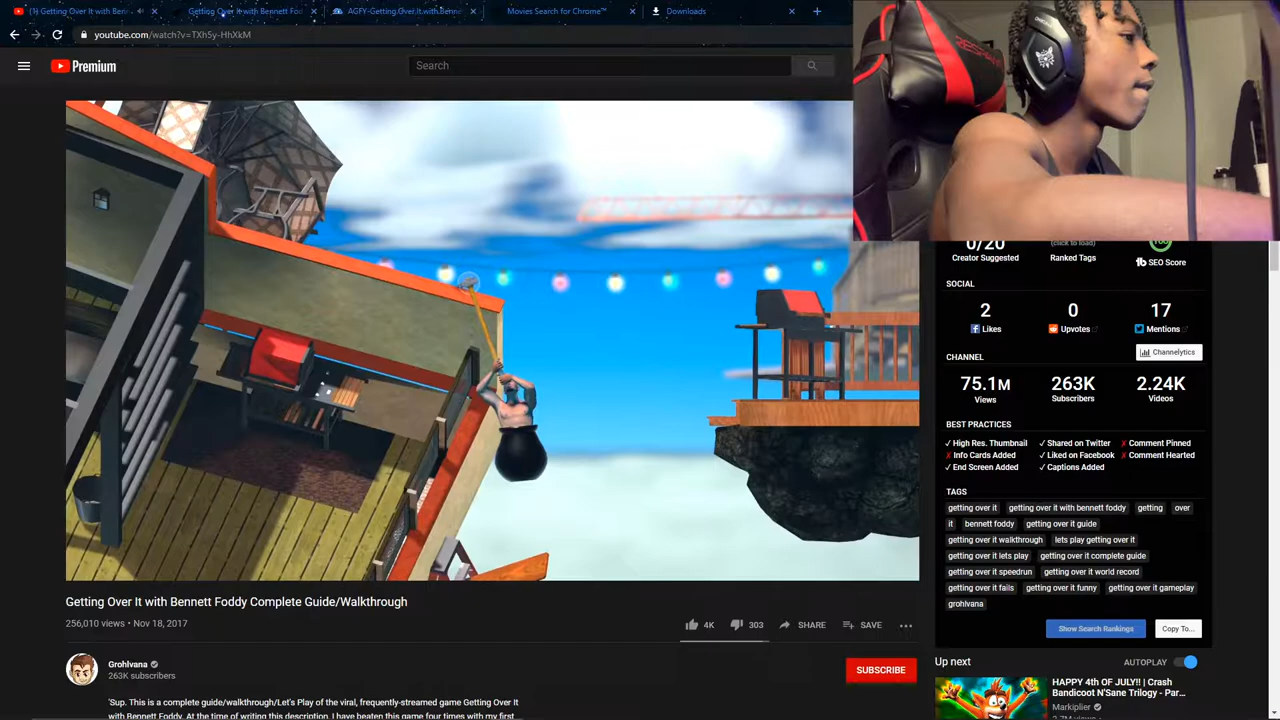 (1) Getting Over It with Ben
Getting Over It with Bennett Fod
AGFY-Getting.Over.It.with.Benne
Movies Search for Chrome™
Downloads
youtube.com/watch?v=TXh5y-HhXkM
Premium
Search
0/20
Creator Suggested
(click to load)
Ranked Tags
100
tb SEO Score
SOCIAL
2
Likes
0
Upvotes
17
Mentions
Channelytics
CHANNEL
75.1M
Views
263K
Subscribers
2.24K
Videos
BEST PRACTICES
✓ High Res. Thumbnail ✓ Shared on Twitter ✗ Comment Pinned
✗ Info Cards Added ✓ Liked on Facebook ✗ Comment Hearted
✓ End Screen Added ✓ Captions Added
TAGS
getting over it getting over it with bennett foddy getting over
it bennett foddy getting over it guide
getting over it walkthrough lets play getting over it
getting over it lets play getting over it complete guide
getting over it speedrun getting over it world record
getting over it fails getting over it funny getting over it gameplay
grohlvana
Show Search Rankings Copy To...
Getting Over It with Bennett Foddy Complete Guide/Walkthrough
256,010 views • Nov 18, 2017
4K 303 SHARE SAVE
Grohlvana
263K subscribers
SUBSCRIBE
'Sup. This is a complete guide/walkthrough/Let's Play of the viral, frequently-streamed game Getting Over It
with Bennett Foddy. At the time of writing this description, I have beaten this game four times with my first
Up next
AUTOPLAY
HAPPY 4TH OF JULY!! | Crash
Bandicoot N'Sane Trilogy - Par...
Markiplier